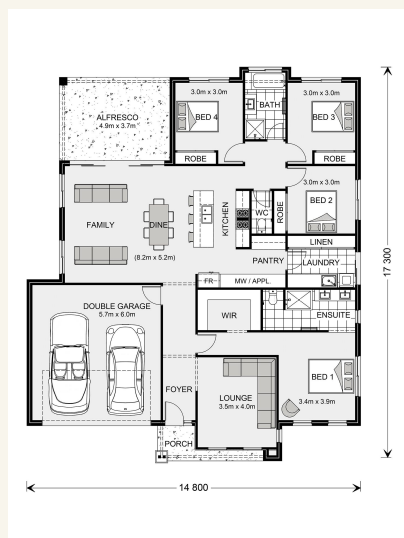 3.0m x 3.0m
BED 4
BATH
3.0m x 3.0m
BED 3
ALFRESCO
4.9m x 3.7m
ROBE
ROBE
3.0m x 3.0m
BED 2
ROBE
WC
KITCHEN
FAMILY
DINE
(8.2m x 5.2m)
LINEN
PANTRY
LAUNDRY
FR
MW / APPL.
17 300
DOUBLE GARAGE
5.7m x 6.0m
WIR
ENSUITE
BED 1
3.4m x 3.9m
FOYER
LOUNGE
3.5m x 4.0m
PORCH
14 800